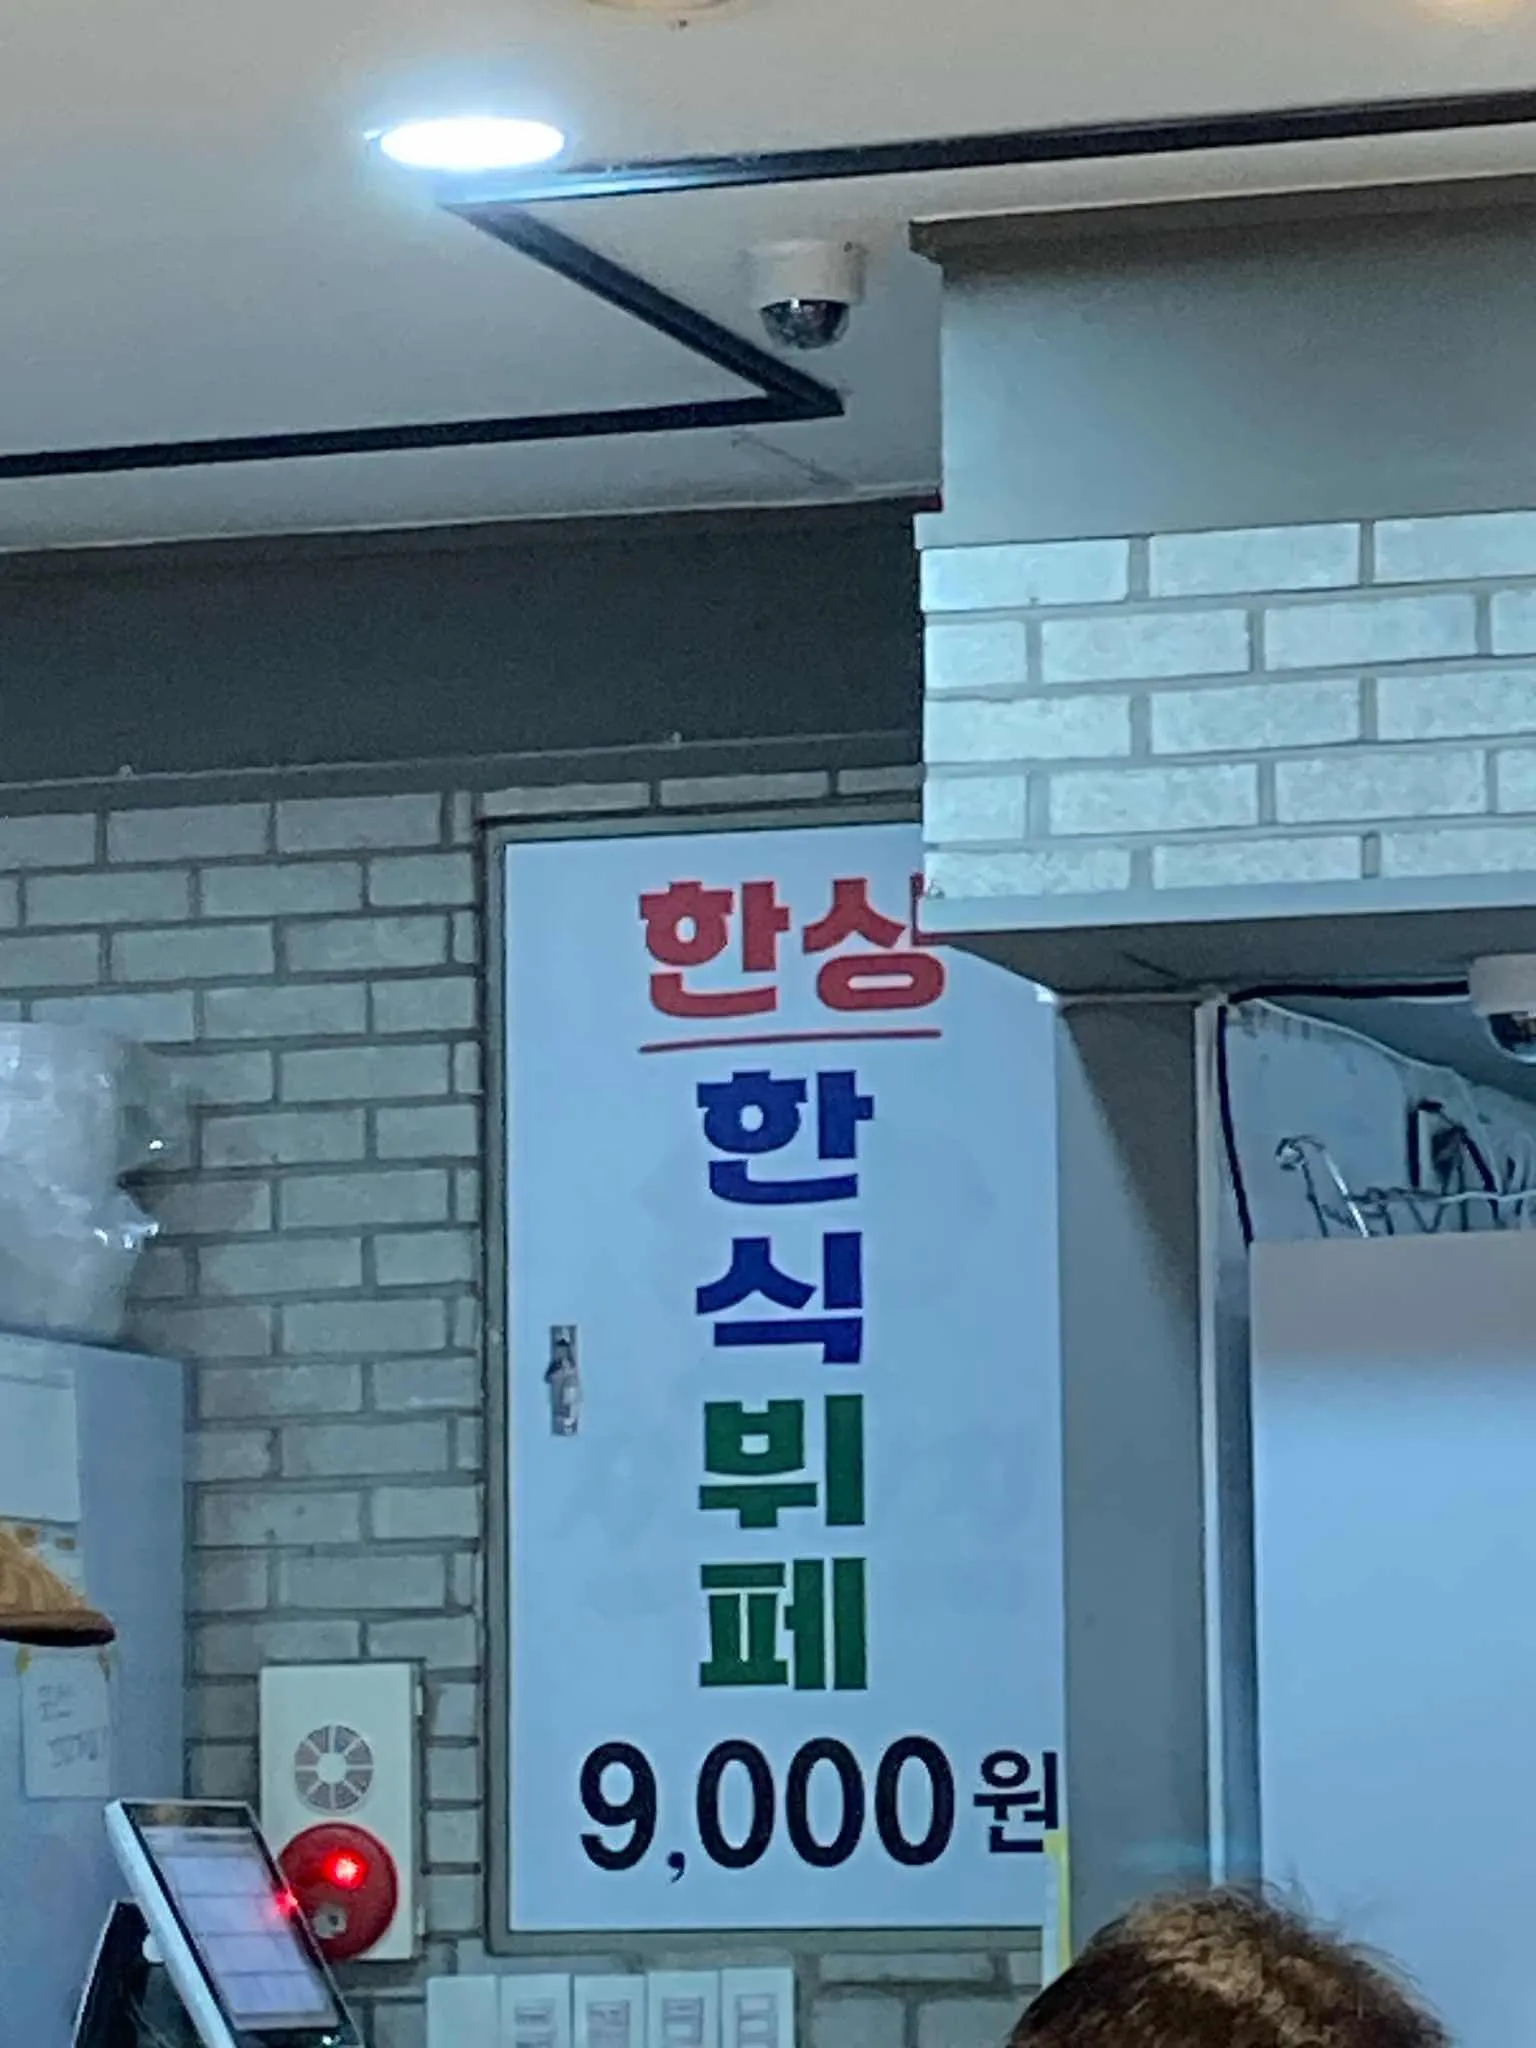 한상
한
식
뷔
페
9,000원